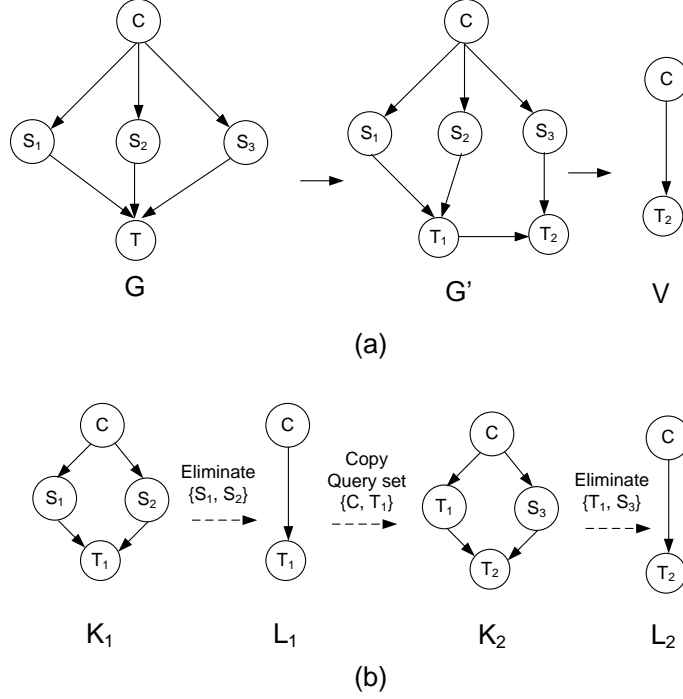 C
C
C
S₁ S₂ S₃
S₁ S₂ S₃
T
T₁ T₂
T₂
G
G'
V
(a)
C
C
C
C
Eliminate
{S₁, S₂}
Copy
Query set
{C, T₁}
Eliminate
{T₁, S₃}
S₁ S₂
T₁ S₃
T₁
T₁
T₂
T₂
K₁
L₁
K₂
L₂
(b)